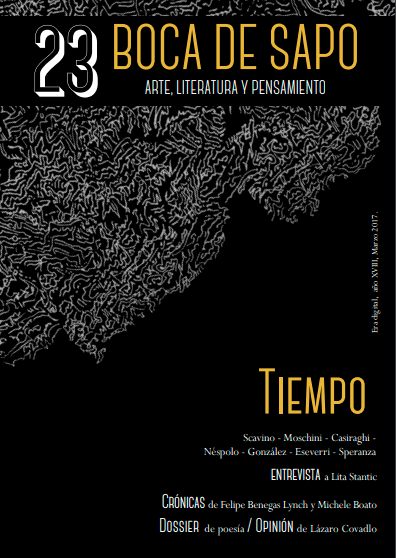 23 BOCA DE SAPO
ARTE, LITERATURA Y PENSAMIENTO
Era digital, año XVIII, Marzo 2017.
TIEMPO
Scavino - Moschini - Casiraghi -
Néspolo - González - Eseverri - Speranza
ENTREVISTA a Lita Stantic
CRÓNICAS de Felipe Benegas Lynch y Michele Boato
DOSSIER de poesía / OPINIÓN de Lázaro Covadlo